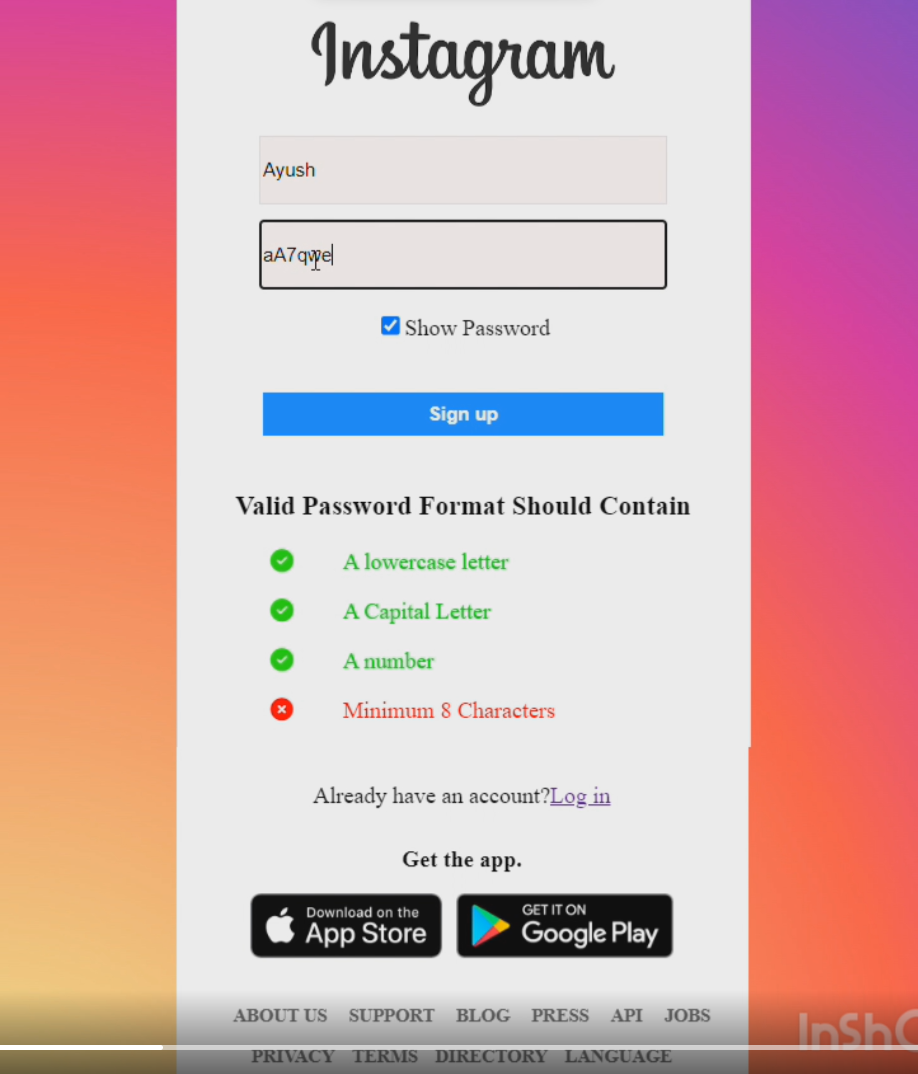 Instagram
Ayush
aA7qwe
Show Password
Sign up
Valid Password Format Should Contain
A lowercase letter
A Capital Letter
A number
Minimum 8 Characters
Already have an account?Log in
Get the app.
Download on the
App Store
GET IT ON
Google Play
ABOUT US SUPPORT BLOG PRESS API JOBS
PRIVACY TERMS DIRECTORY LANGUAGE